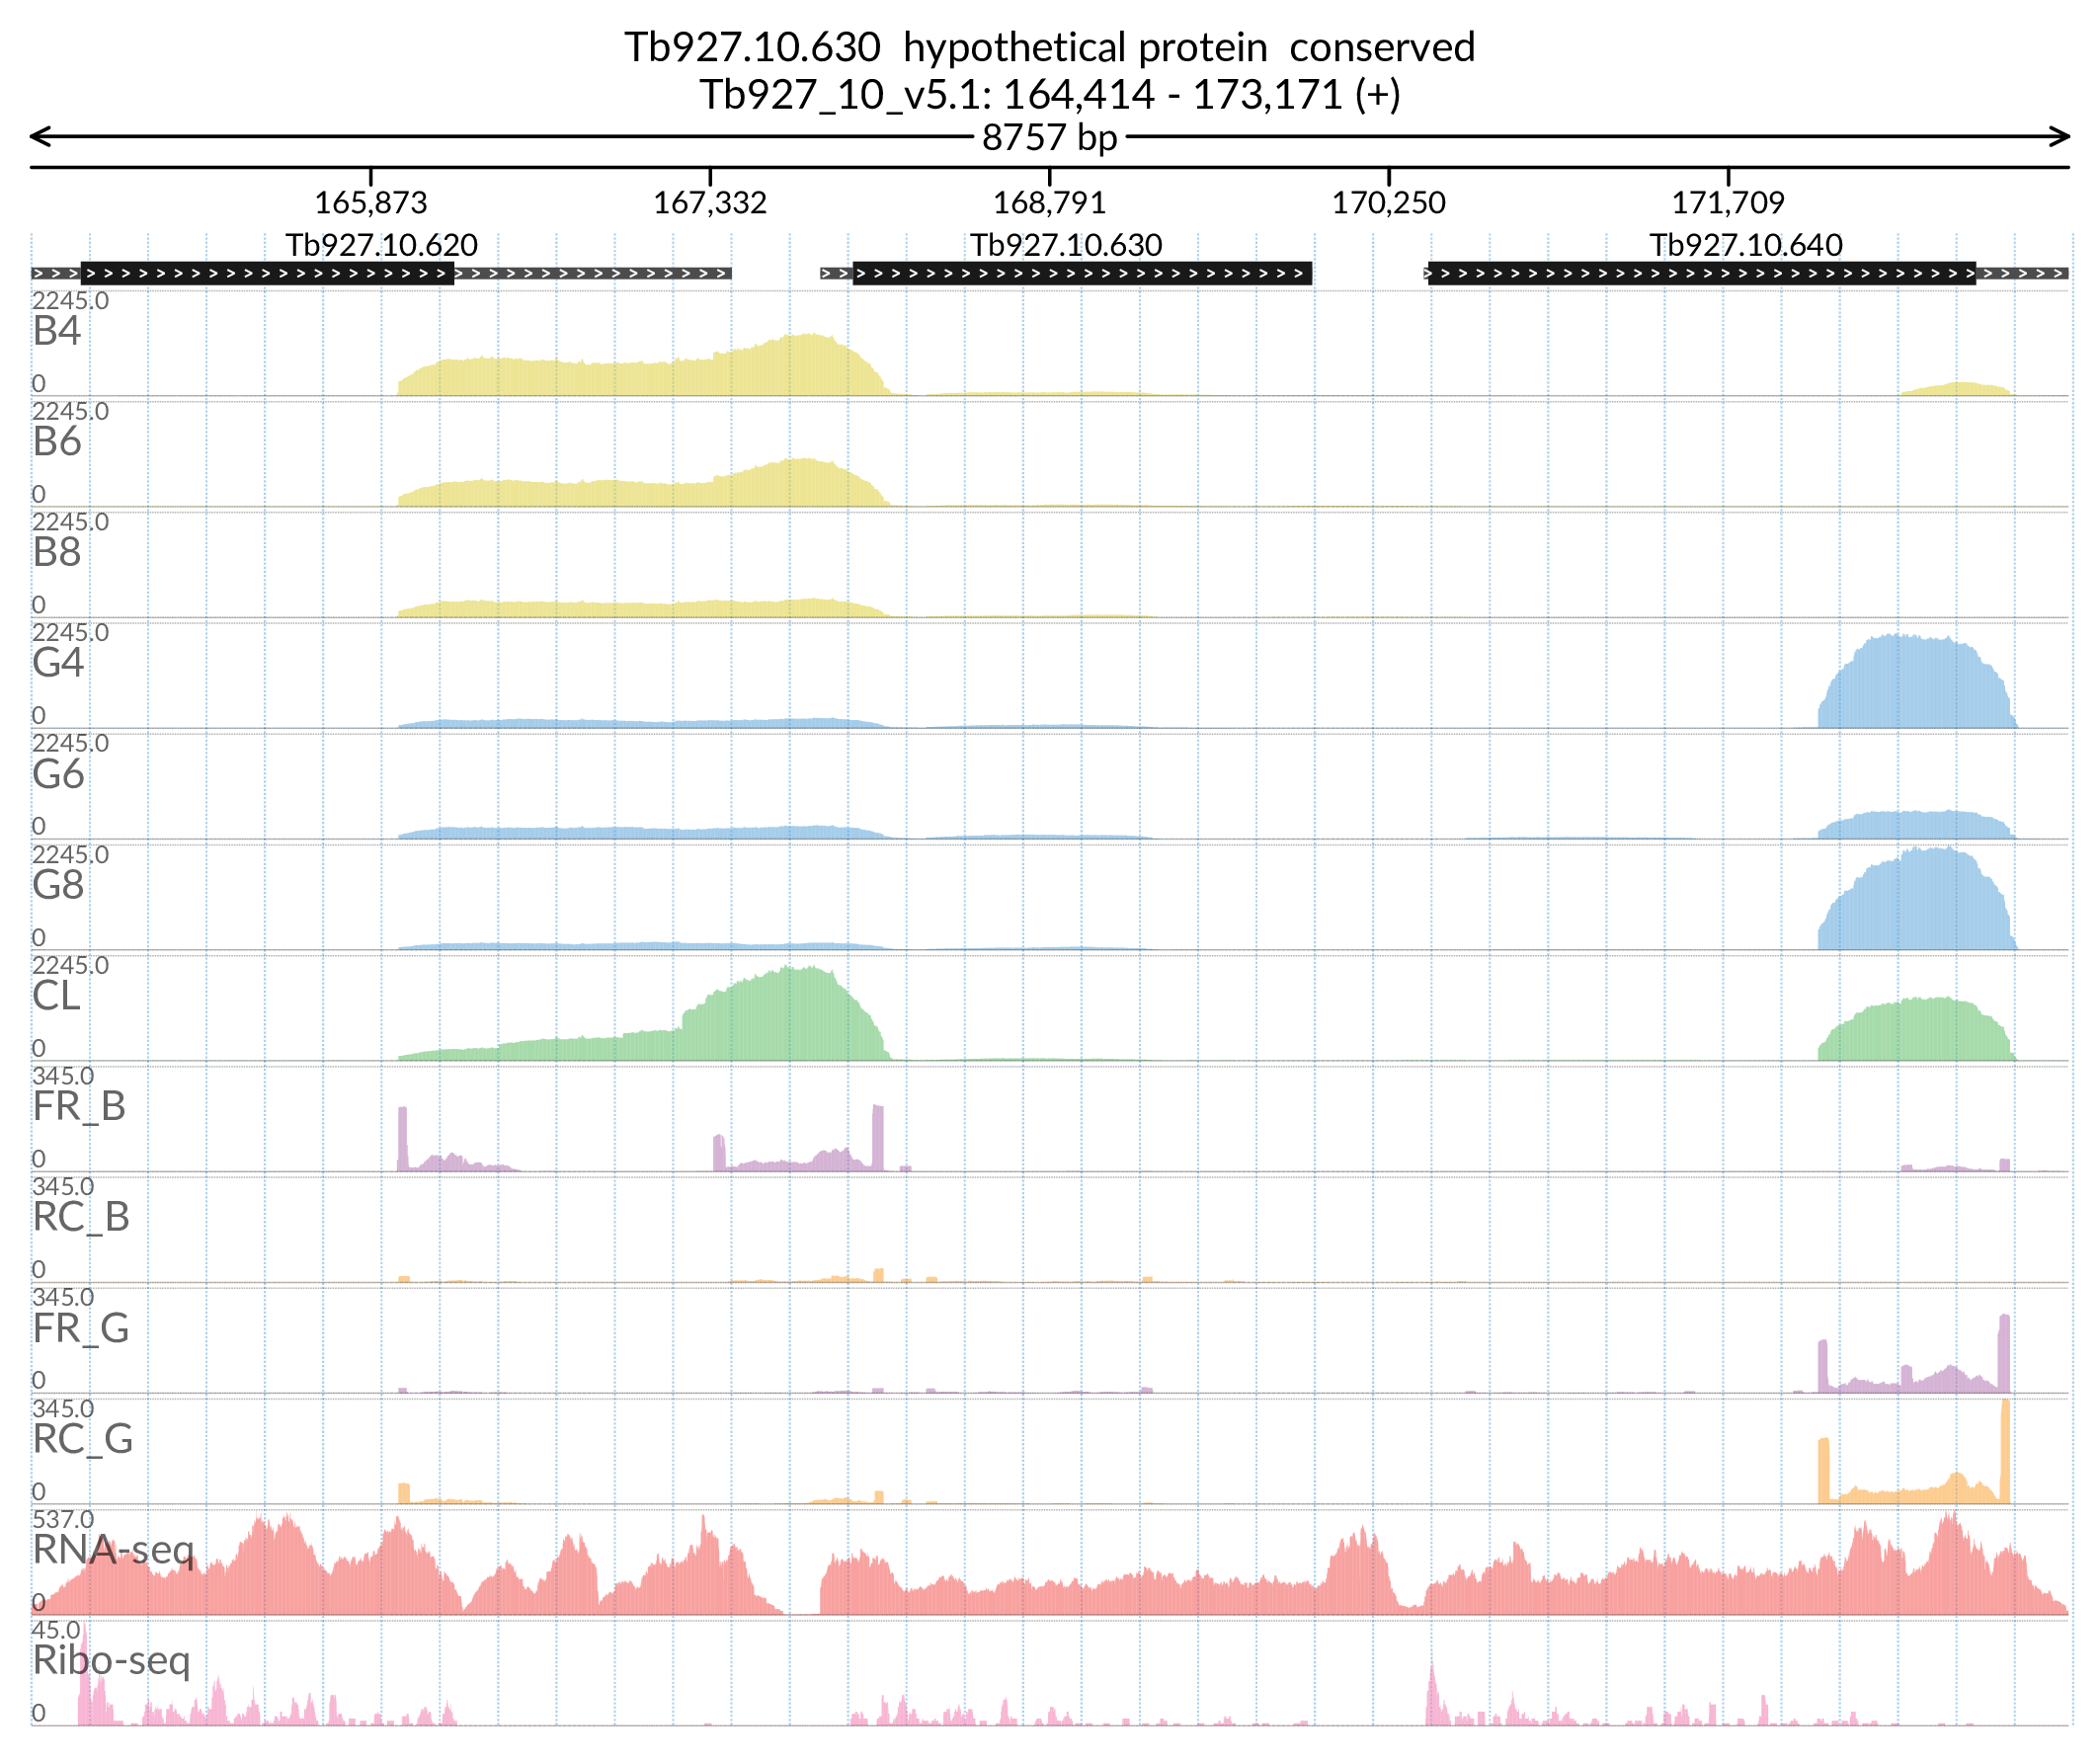 Tb927.10.630  hypothetical protein  conserved
Tb927_10_v5.1: 164,414 - 173,171 (+)
8757 bp
165,873 167,332 168,791 170,250 171,709
Tb927.10.620 Tb927.10.630 Tb927.10.640
2245.0
B4
0
2245.0
B6
0
2245.0
B8
0
2245.0
G4
0
2245.0
G6
0
2245.0
G8
0
2245.0
CL
0
345.0
FR_B
0
345.0
RC_B
0
345.0
FR_G
0
345.0
RC_G
0
537.0
RNA-seq
0
45.0
Ribo-seq
0